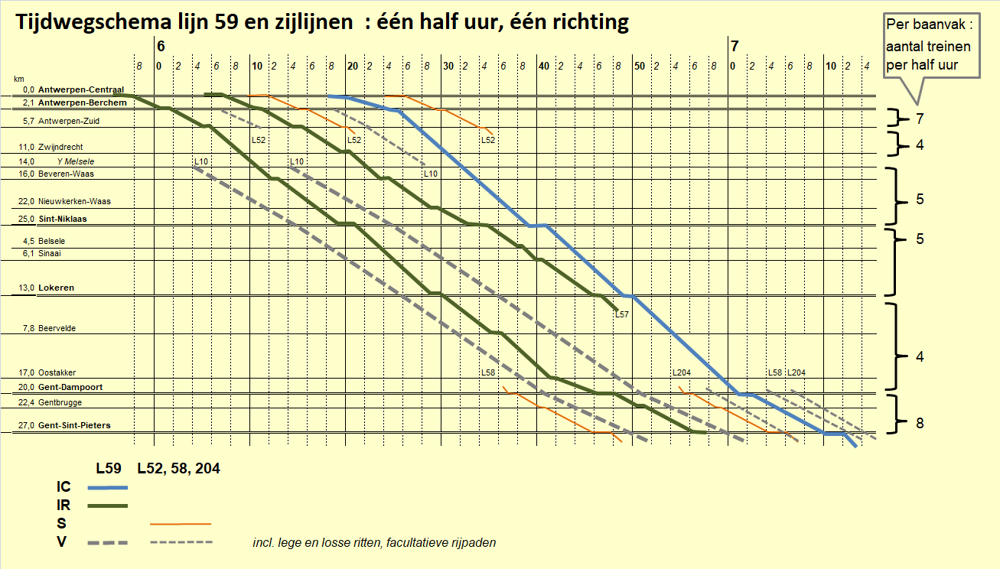 Tijdwegschema lijn 59 en zijlijnen : één half uur, één richting
Per baanvak :
aantal treinen
per half uur
6 7
8 0 2 4 6 8 10 2 4 6 8 20 2 4 6 8 30 2 4 6 8 40 2 4 6 8 50 2 4 6 8 0 2 4 6 8 10 2 4
km
0,0 Antwerpen-Centraal
2,1 Antwerpen-Berchem
5,7 Antwerpen-Zuid
7
L52 L52 L52
11,0 Zwijndrecht
4
14,0 Y Melsele
L10 L10
16,0 Beveren-Waas
L10
22,0 Nieuwkerken-Waas
5
25,0 Sint-Niklaas
4,5 Belsele
5
6,1 Sinaai
13,0 Lokeren
L57
7,8 Beervelde
4
17,0 Oostakker
L58 L204 L58 L204
20,0 Gent-Dampoort
22,4 Gentbrugge
27,0 Gent-Sint-Pieters
8
L59 L52, 58, 204
IC
IR
S
V
incl. lege en losse ritten, facultatieve rijpaden